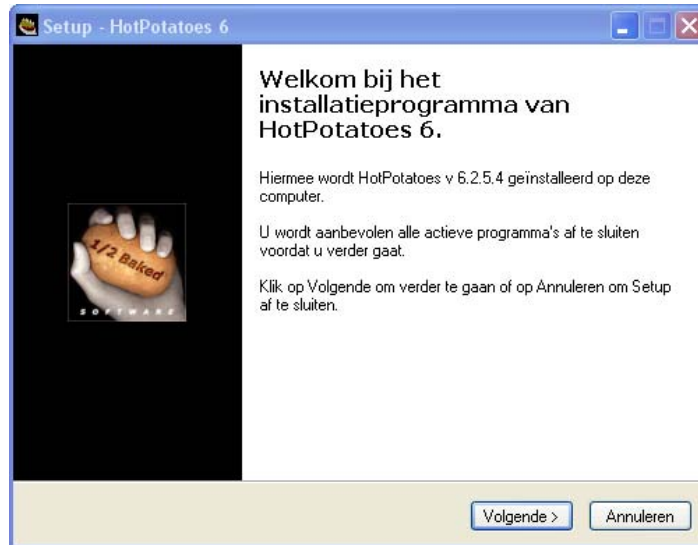 Setup - HotPotatoes 6
Welkom bij het
installatieprogramma van
HotPotatoes 6.
Hiermee wordt HotPotatoes v 6.2.5.4 geïnstalleerd op deze
computer.
U wordt aanbevolen alle actieve programma's af te sluiten
voordat u verder gaat.
Klik op Volgende om verder te gaan of op Annuleren om Setup
af te sluiten.
1/2 Baked
SOFTWARE
Volgende >
Annuleren